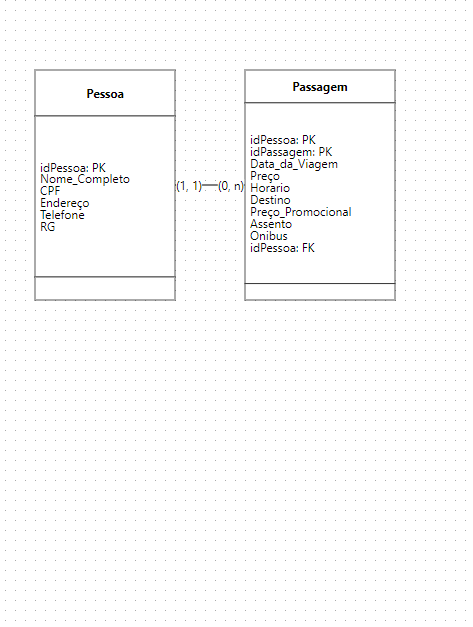 Pessoa
idPessoa: PK
Nome_Completo
CPF
Endereço
Telefone
RG
(1, 1)
(0, n)
Passagem
idPessoa: PK
idPassagem: PK
Data_da_Viagem
Preço
Horario
Destino
Preço_Promocional
Assento
Onibus
idPessoa: FK